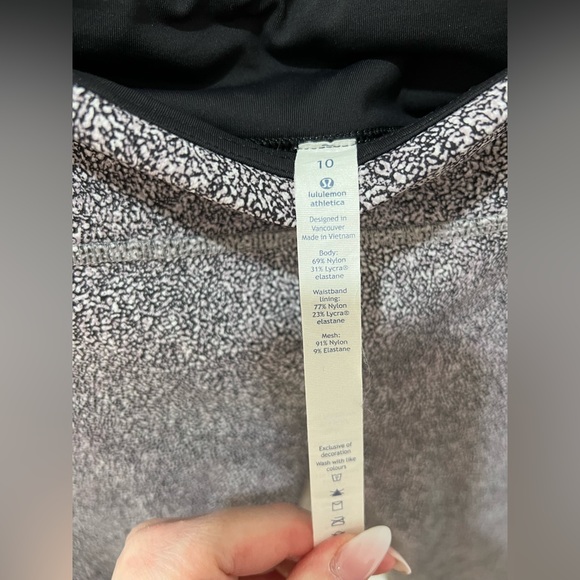 10
lululemon
athletica
Designed in
Vancouver
Made in Vietnam
Body:
69% Nylon
31% Lycra®
elastane
Waistband
lining:
77% Nylon
23% Lycra®
elastane
Mesh:
91% Nylon
9% Elastane
Exclusive of
decoration
Wash with like
colours